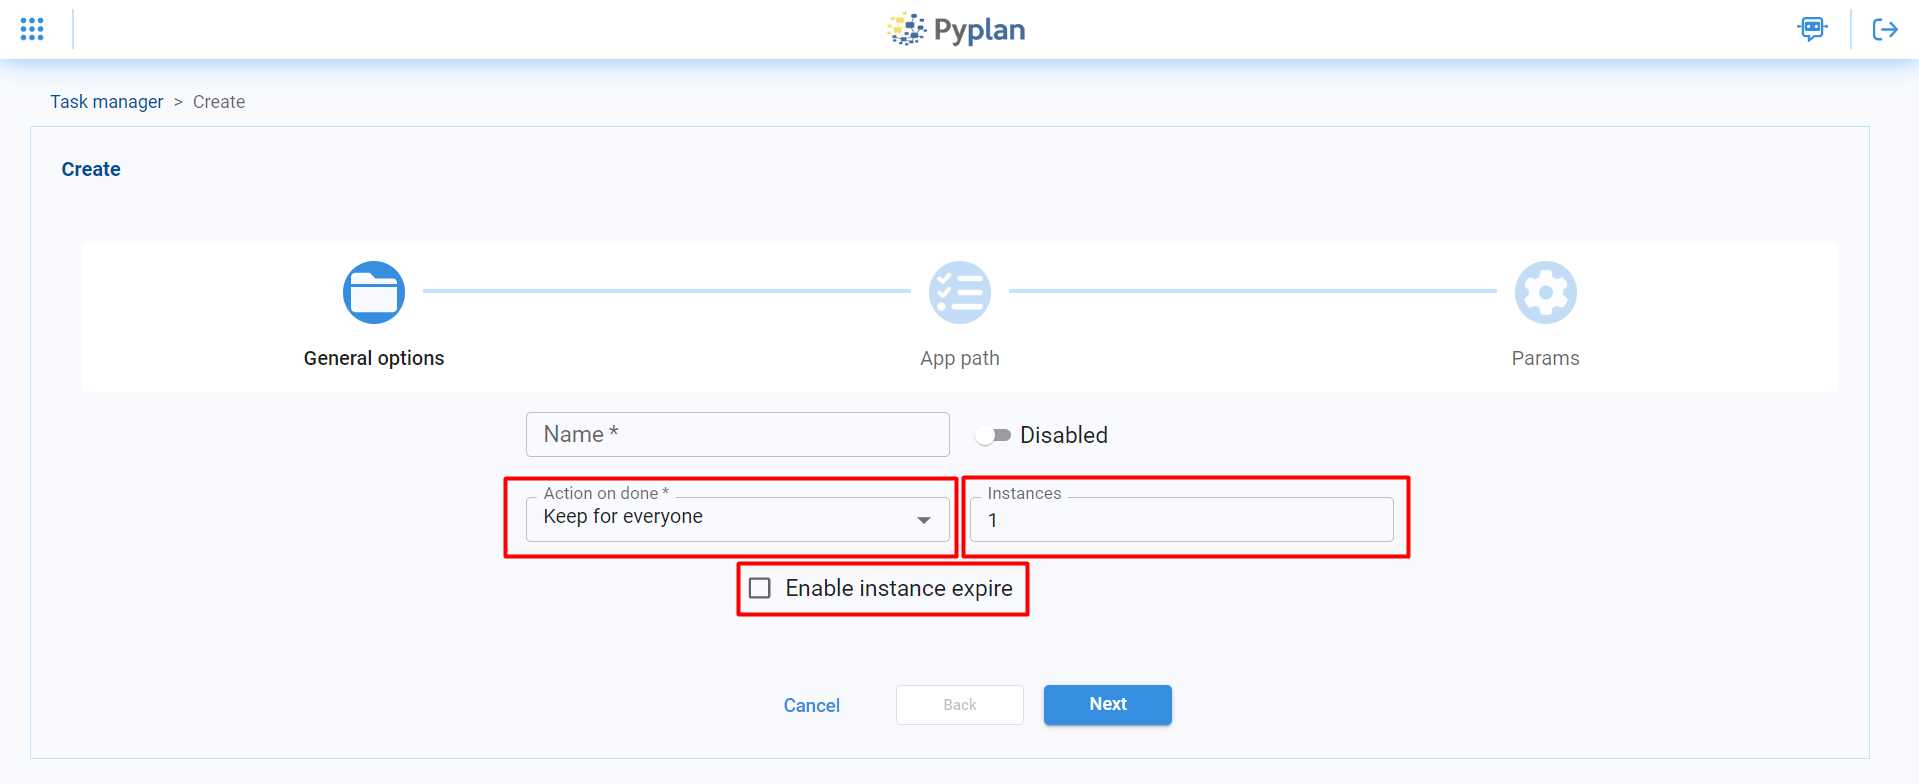 Pyplan
Task manager > Create
Create
General options
App path
Params
Name *
Disabled
Action on done *
Keep for everyone
Instances
1
Enable instance expire
Cancel
Back
Next